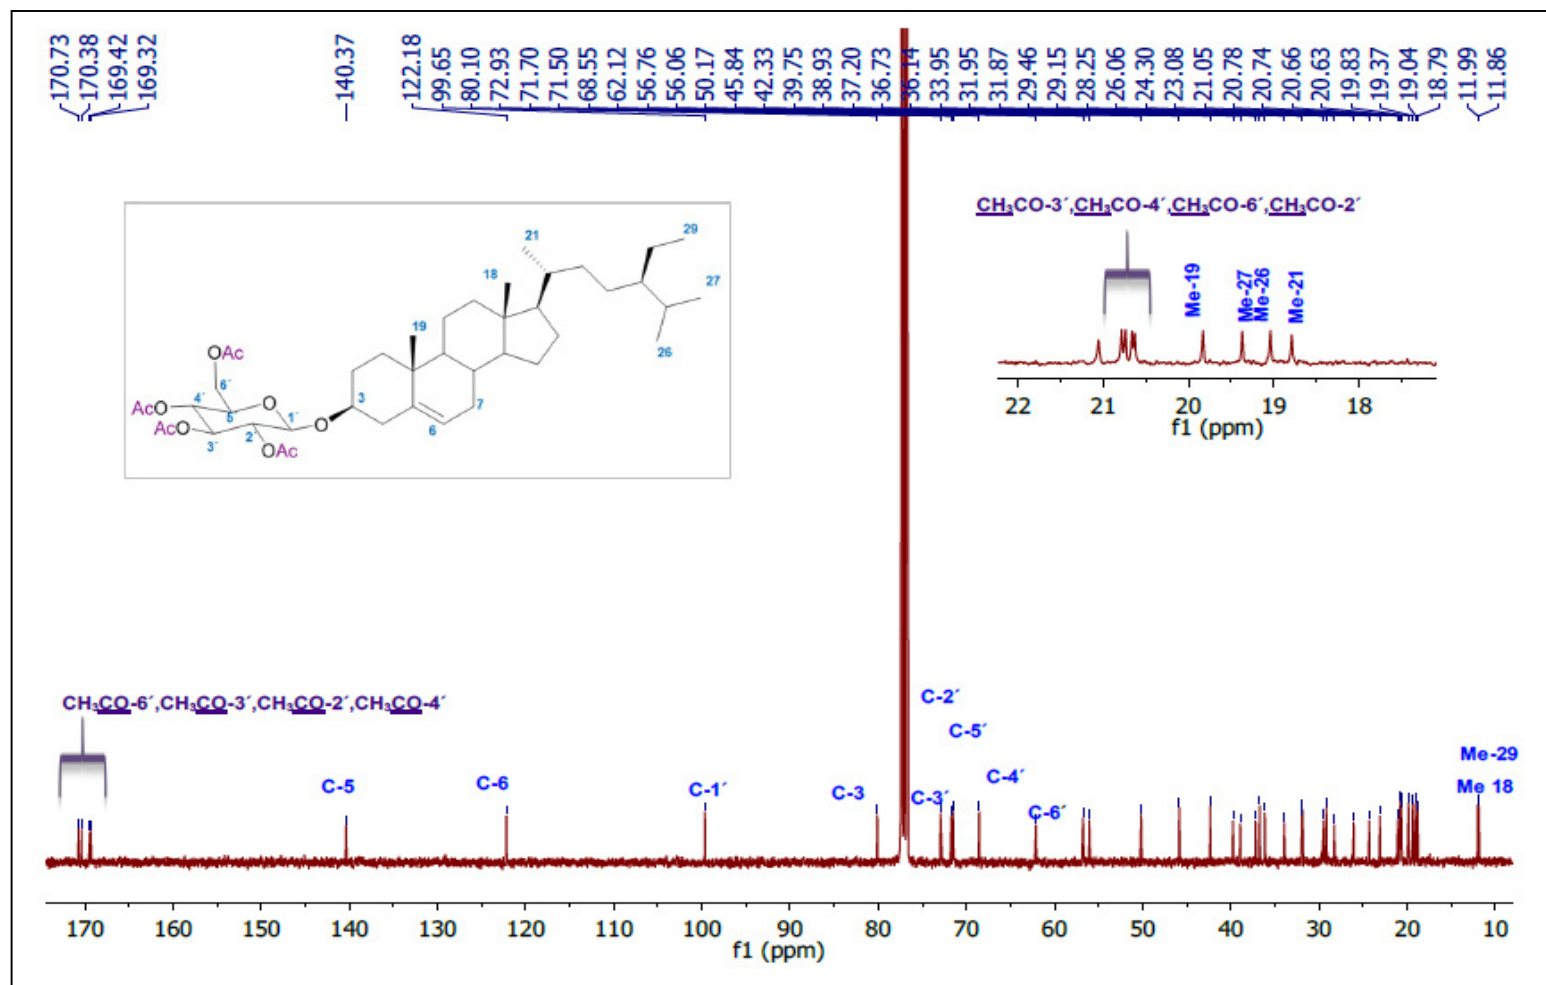 170.73
170.38
169.42
169.32
140.37
122.18
99.65
80.10
72.93
71.70
71.50
68.55
62.12
56.76
56.06
50.17
45.84
42.33
39.75
38.93
37.20
36.73
36.14
33.95
31.95
31.87
29.46
29.15
28.25
26.06
24.30
23.08
21.05
20.78
20.74
20.66
20.63
19.83
19.37
19.04
18.79
11.99
11.86
21
29
18
27
19
26
OAc
6´
4´
AcO
O
5´
1´
3
7
AcO
2´
O
6
3´
OAc
CH₃CO-3´,CH₃CO-4´,CH₃CO-6´,CH₃CO-2´
Me-19
Me-27
Me-26
Me-21
22 21 20 19 18
f1 (ppm)
CH₃CO-6´,CH₃CO-3´,CH₃CO-2´,CH₃CO-4´
C-2´
C-5´
C-4´
Me-29
C-5
C-6
C-1´
C-3
C-3´
C-6´
Me 18
170 160 150 140 130 120 110 100 90 80 70 60 50 40 30 20 10
f1 (ppm)